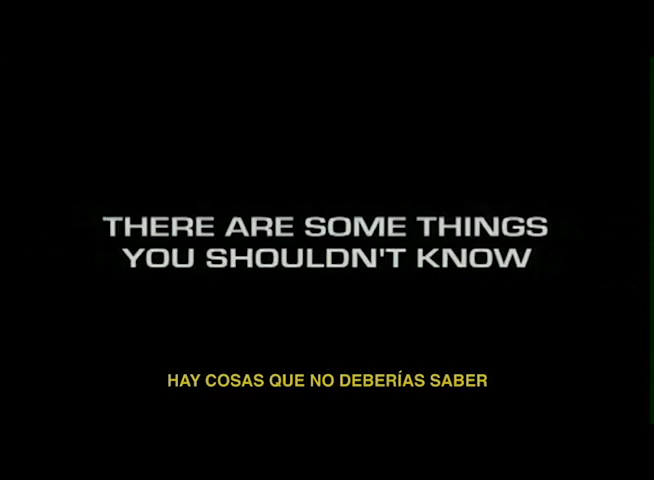 THERE ARE SOME THINGS
YOU SHOULDN'T KNOW
HAY COSAS QUE NO DEBERÍAS SABER